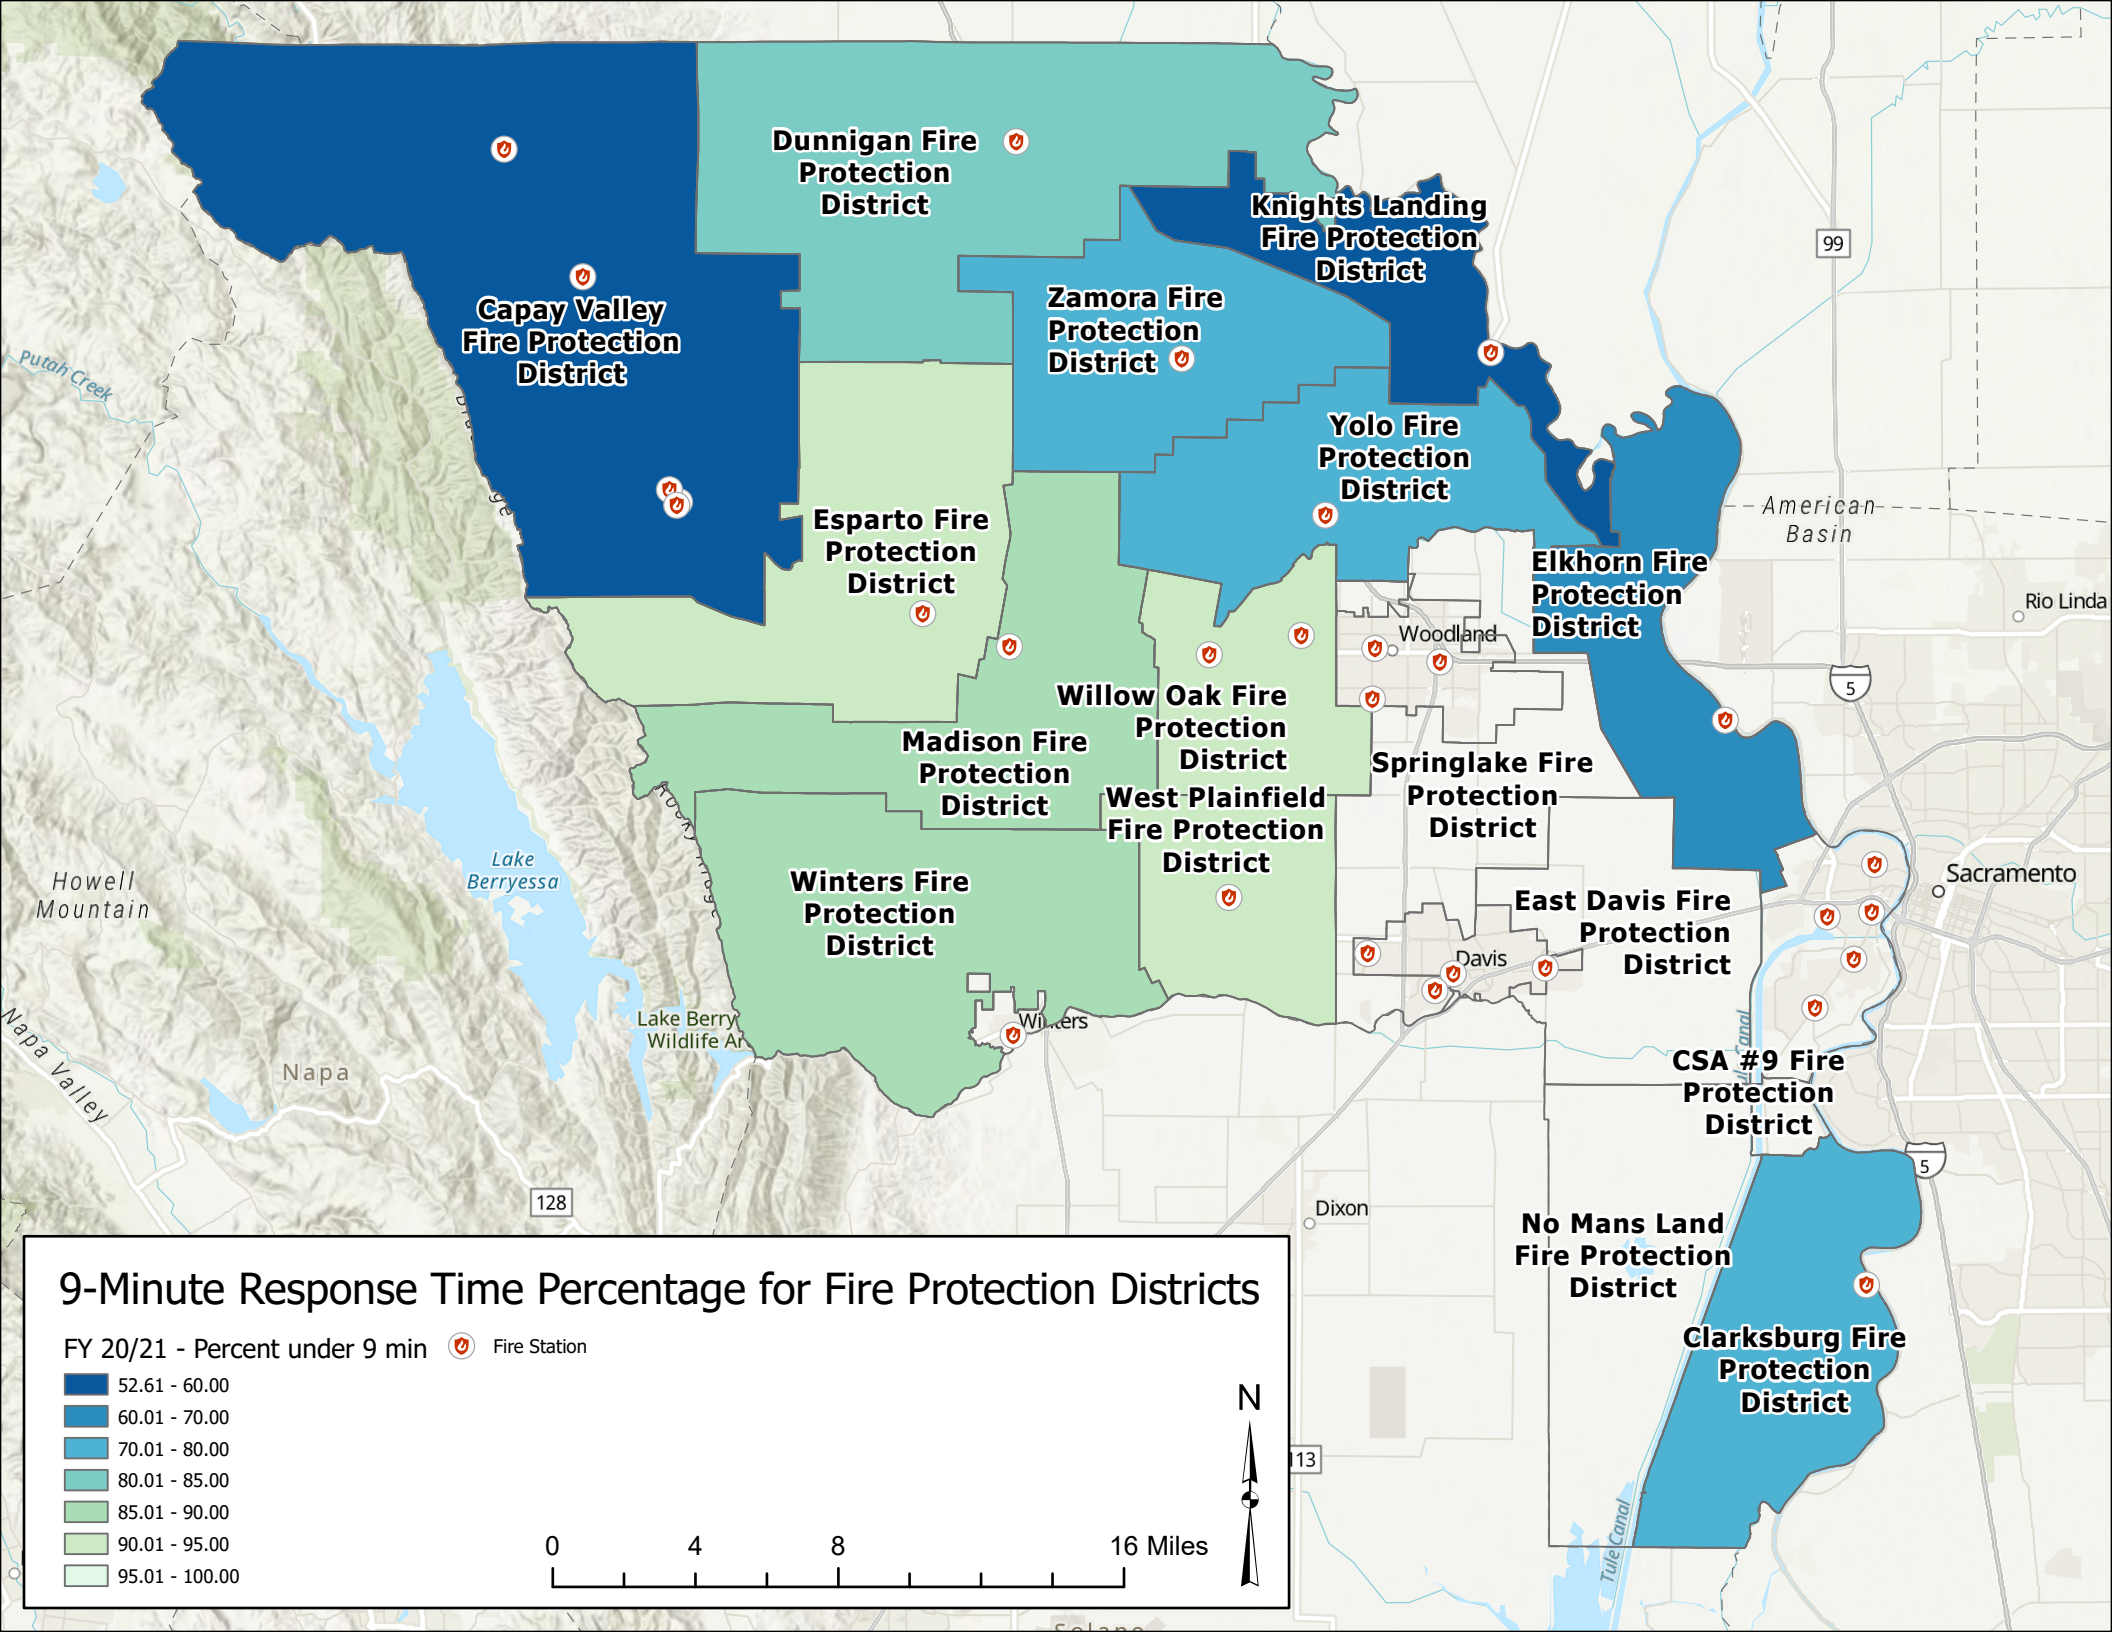 Dunnigan Fire
Protection
District
Knights Landing
Fire Protection
District
99
Capay Valley
Fire Protection
District
Zamora Fire
Protection
District
Putah Creek
Yolo Fire
Protection
District
American
Basin
Esparto Fire
Protection
District
Elkhorn Fire
Protection
District
Rio Linda
Woodland
5
Willow Oak Fire
Protection
District
Madison Fire
Protection
District
Springlake Fire
Protection
District
West Plainfield
Fire Protection
District
Lake
Berryessa
Howell
Mountain
Winters Fire
Protection
District
Sacramento
East Davis Fire
Protection
District
Davis
Lake Berry
Wildlife Ar
Winters
Napa Valley
Napa
Canal
CSA #9 Fire
Protection
District
5
128
Dixon
No Mans Land
Fire Protection
District
Clarksburg Fire
Protection
District
113
Tule Canal
Solano
9-Minute Response Time Percentage for Fire Protection Districts
FY 20/21 - Percent under 9 min
Fire Station
52.61 - 60.00
60.01 - 70.00
70.01 - 80.00
80.01 - 85.00
85.01 - 90.00
90.01 - 95.00
95.01 - 100.00
N
0 4 8 16 Miles